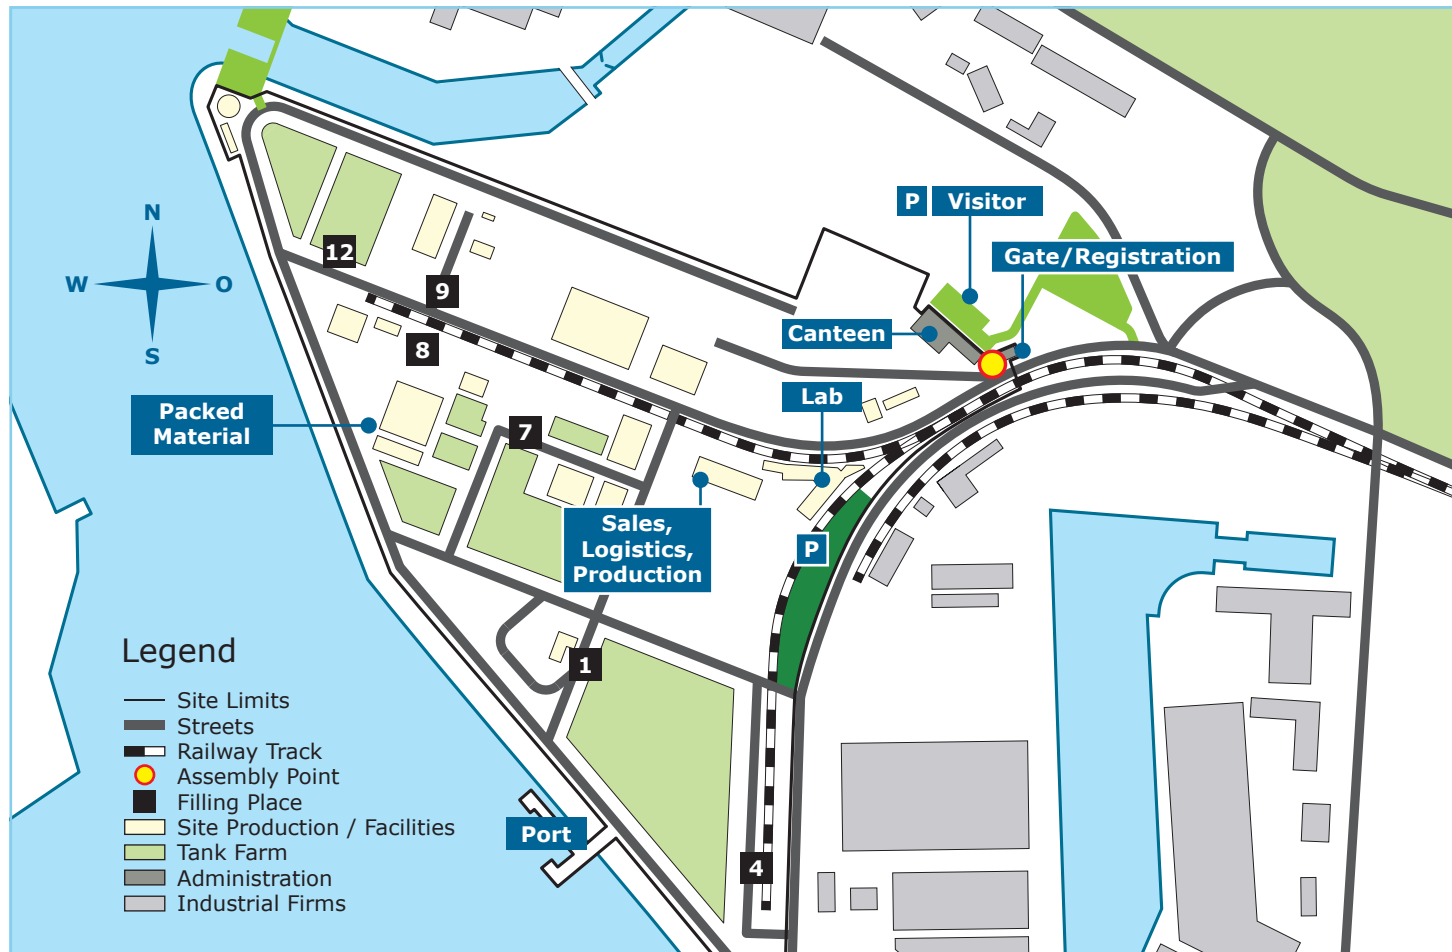 P
Visitor
Gate/Registration
N
W
O
S
12
9
Canteen
8
Lab
Packed
Material
7
Sales,
Logistics,
Production
P
1
Legend
Site Limits
Streets
Railway Track
Assembly Point
Filling Place
Site Production / Facilities
Tank Farm
Administration
Industrial Firms
Port
4